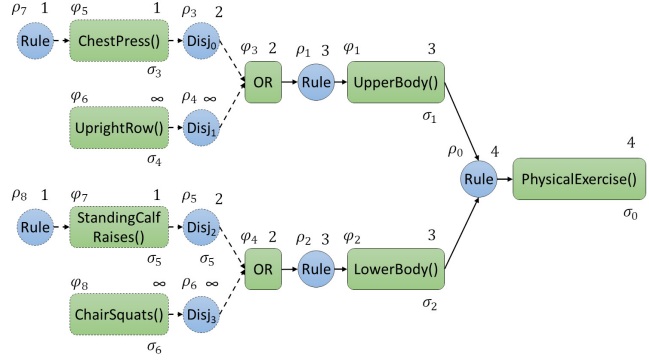 ρ₇ 1 φ₅ 1 ρ₃ 2
Rule ChestPress() Disj₀
σ₃ φ₃ 2 ρ₁ 3 φ₁ 3
φ₆ ∞ ρ₄ ∞ OR Rule UpperBody()
UprightRow() Disj₁ σ₁
σ₄ ρ₀ 4 4
Rule PhysicalExercise()
ρ₈ 1 φ₇ 1 ρ₅ 2 σ₀
Rule StandingCalf Disj₂
Raises()
σ₅ σ₅ φ₄ 2 ρ₂ 3 φ₂ 3
φ₈ ∞ ρ₆ ∞ OR Rule LowerBody()
ChairSquats() Disj₃ σ₂
σ₆